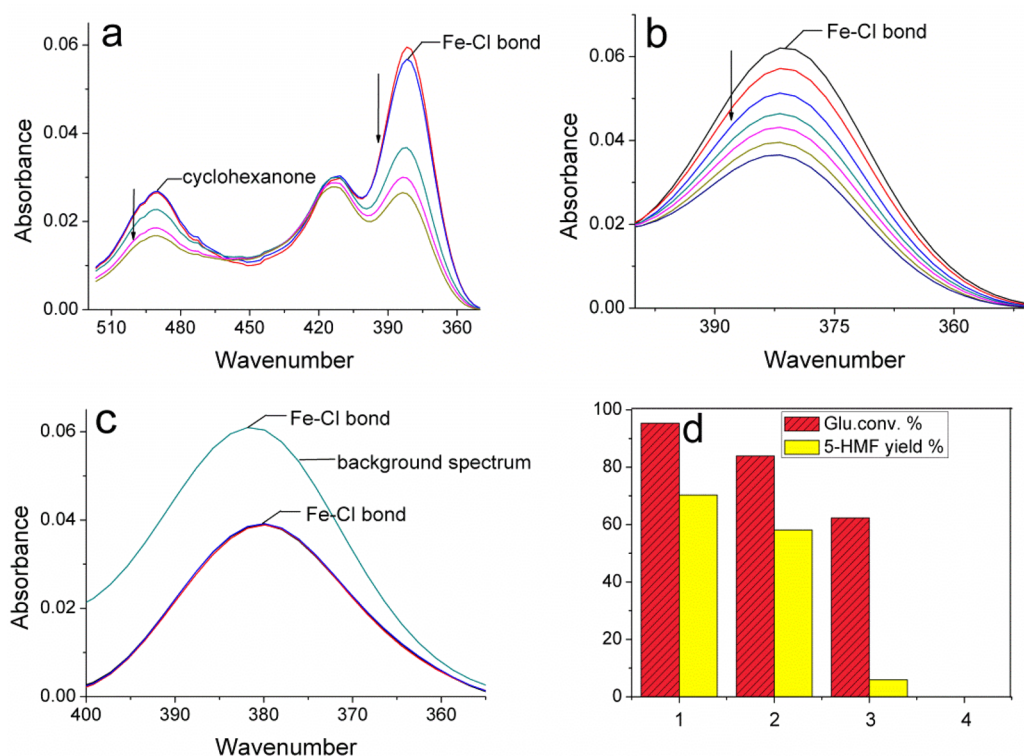 a
Fe-Cl bond
cyclohexanone
0.06
0.04
0.02
0.00
Absorbance
510 480 450 420 390 360
Wavenumber
b
Fe-Cl bond
0.06
0.04
0.02
0.00
Absorbance
390 375 360
Wavenumber
c
Fe-Cl bond
background spectrum
Fe-Cl bond
0.06
0.04
0.02
0.00
Absorbance
400 390 380 370 360
Wavenumber
d
Glu.conv. %
5-HMF yield %
100
80
60
40
20
0
1 2 3 4